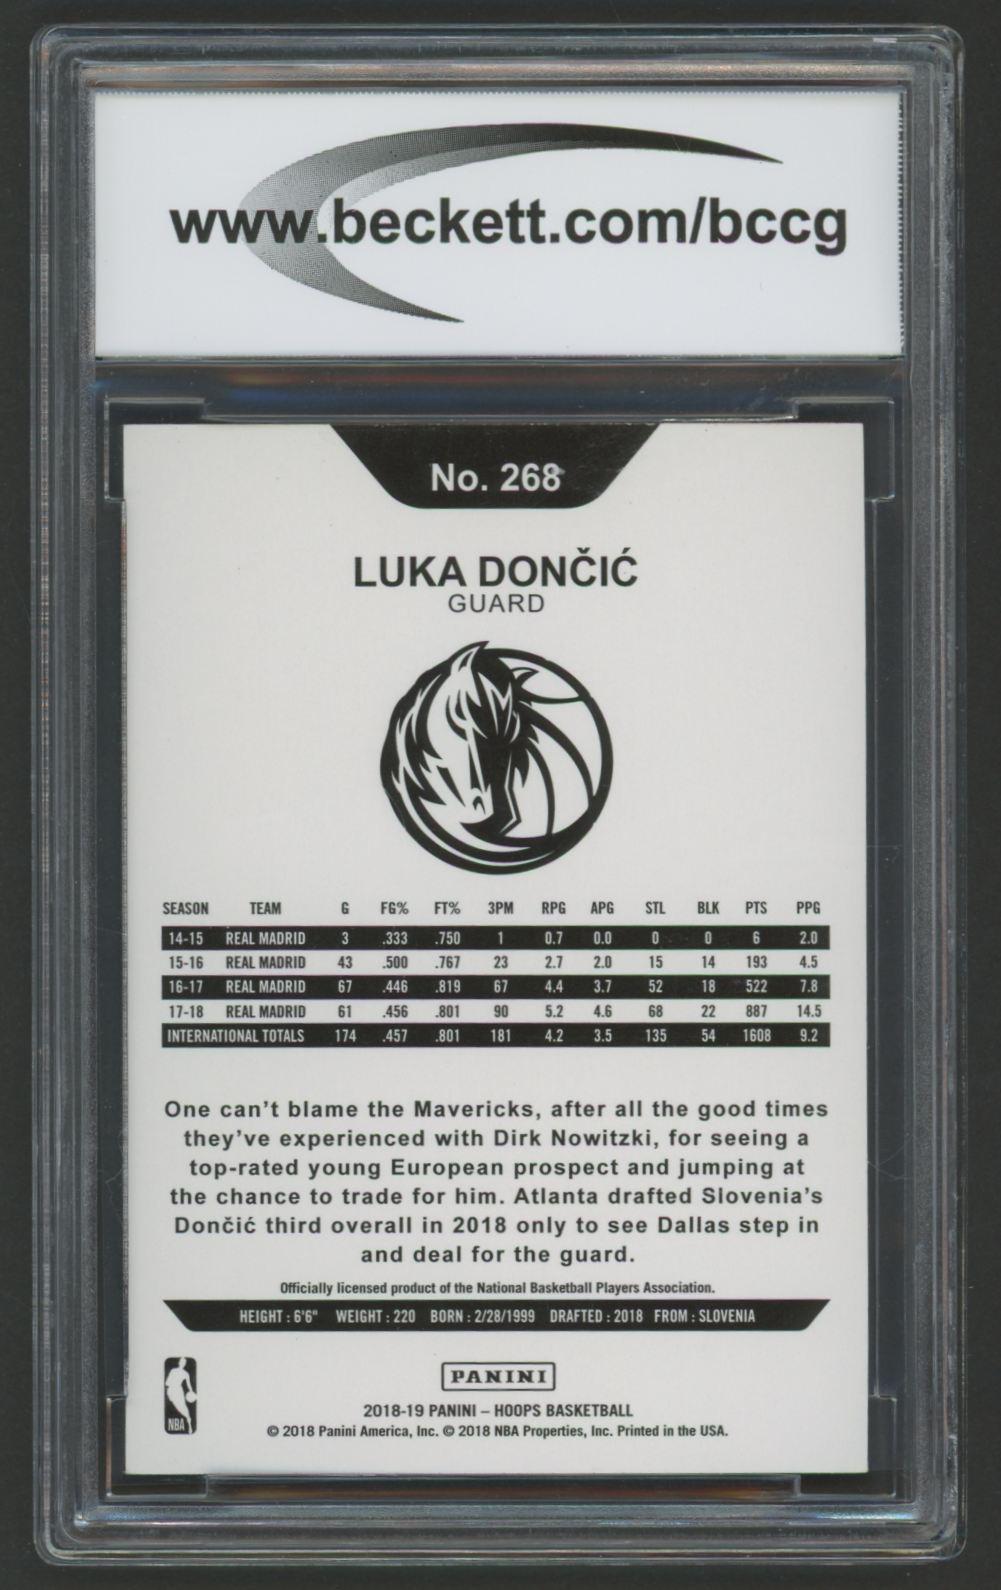 www.beckett.com/bccg
No. 268
LUKA DONČIĆ
GUARD
SEASON TEAM G FG% FT% 3PM RPG APG STL BLK PTS PPG
14-15 REAL MADRID 3 .333 .750 1 0.7 0.0 0 0 6 2.0
15-16 REAL MADRID 43 .500 .767 23 2.7 2.0 15 14 193 4.5
16-17 REAL MADRID 67 .446 .819 67 4.4 3.7 52 18 522 7.8
17-18 REAL MADRID 61 .456 .801 90 5.2 4.6 68 22 887 14.5
INTERNATIONAL TOTALS 174 .457 .801 181 4.2 3.5 135 54 1608 9.2
One can't blame the Mavericks, after all the good times
they've experienced with Dirk Nowitzki, for seeing a
top-rated young European prospect and jumping at
the chance to trade for him. Atlanta drafted Slovenia's
Dončić third overall in 2018 only to see Dallas step in
and deal for the guard.
Officially licensed product of the National Basketball Players Association.
HEIGHT : 6'6" WEIGHT : 220 BORN : 2/28/1999 DRAFTED : 2018 FROM : SLOVENIA
NBA
PANINI
2018-19 PANINI – HOOPS BASKETBALL
© 2018 Panini America, Inc. © 2018 NBA Properties, Inc. Printed in the USA.